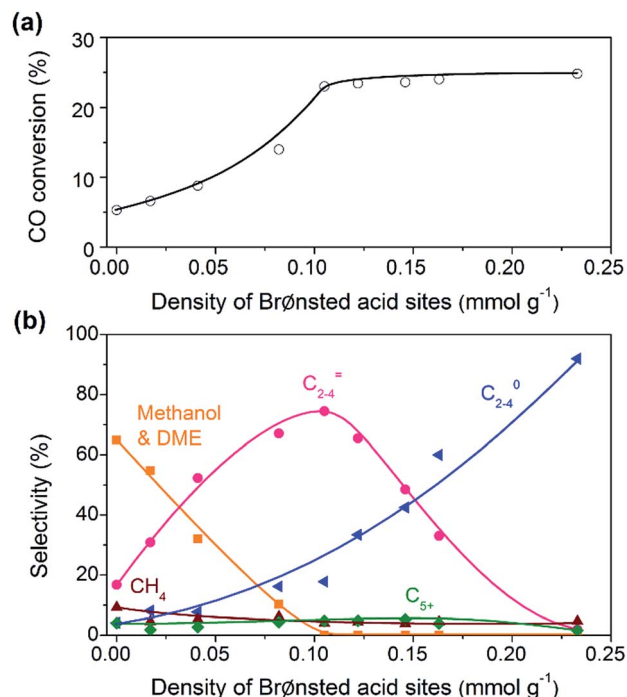 (a)
30
20
10
0
CO conversion (%)
0.00 0.05 0.10 0.15 0.20 0.25
Density of BrØnsted acid sites (mmol g⁻¹)
(b)
100
80
60
40
20
0
Selectivity (%)
C₂₋₄⁼
C₂₋₄⁰
Methanol
& DME
CH₄
C₅₊
0.00 0.05 0.10 0.15 0.20 0.25
Density of BrØnsted acid sites (mmol g⁻¹)